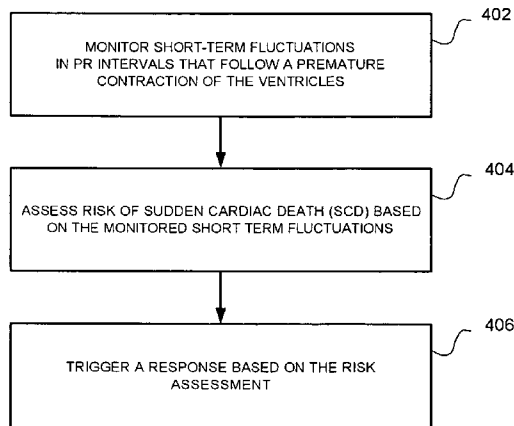 402
MONITOR SHORT-TERM FLUCTUATIONS
IN PR INTERVALS THAT FOLLOW A PREMATURE
CONTRACTION OF THE VENTRICLES
404
ASSESS RISK OF SUDDEN CARDIAC DEATH (SCD) BASED
ON THE MONITORED SHORT TERM FLUCTUATIONS
406
TRIGGER A RESPONSE BASED ON THE RISK
ASSESSMENT